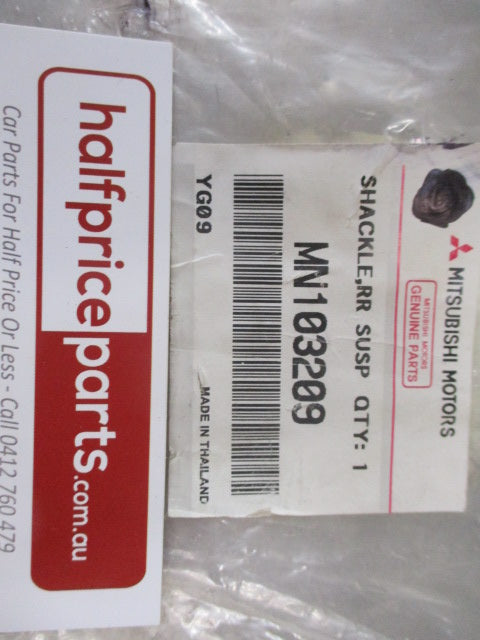 MITSUBISHI MOTORS
MITSUBISHI MOTORS
GENUINE PARTS
SHACKLE,RR SUSP QTY: 1
MN103209
YG09
MADE IN THAILAND
halfpriceparts.com.au
Car Parts For Half Price Or Less - Call 0412 760 479